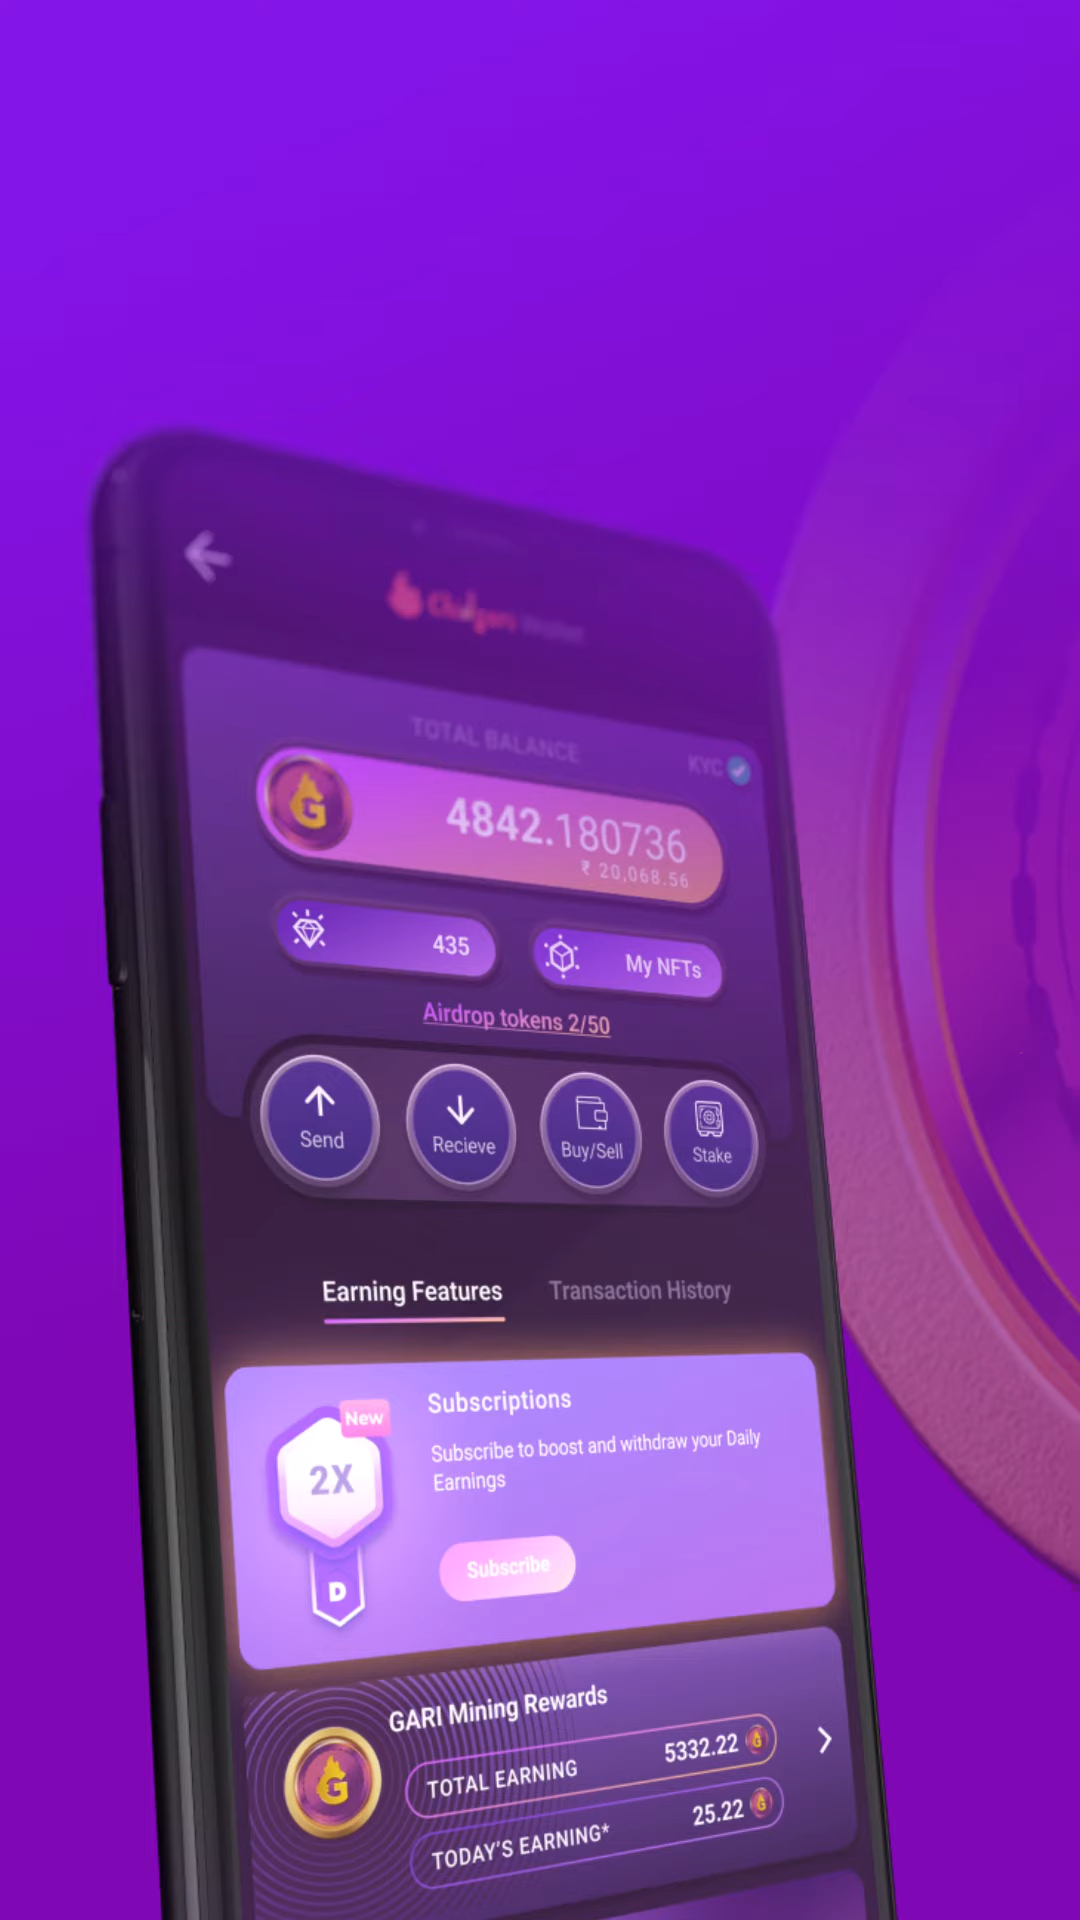 Chingari Wallet
TOTAL BALANCE
KYC
G
4842.180736
₹ 20,068.56
435
My NFTs
Airdrop tokens 2/50
Send
Recieve
Buy/Sell
Stake
Earning Features
Transaction History
New
2X
D
Subscriptions
Subscribe to boost and withdraw your Daily
Earnings
Subscribe
GARI Mining Rewards
G
TOTAL EARNING
5332.22
G
TODAY'S EARNING*
25.22
G